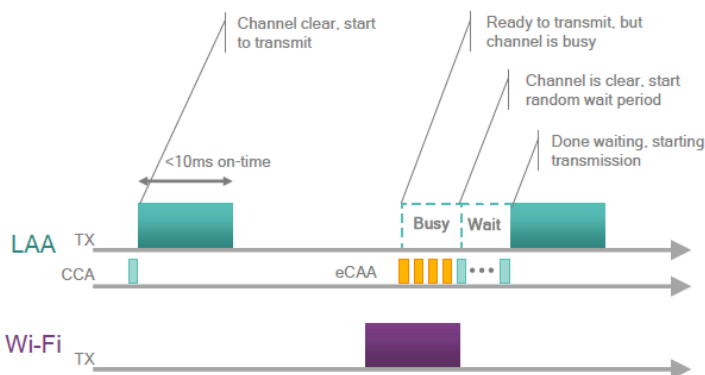 Channel clear, start
to transmit
Ready to transmit, but
channel is busy
Channel is clear, start
random wait period
Done waiting, starting
transmission
<10ms on-time
Busy
Wait
LAA
TX
CCA
eCAA
Wi-Fi
TX